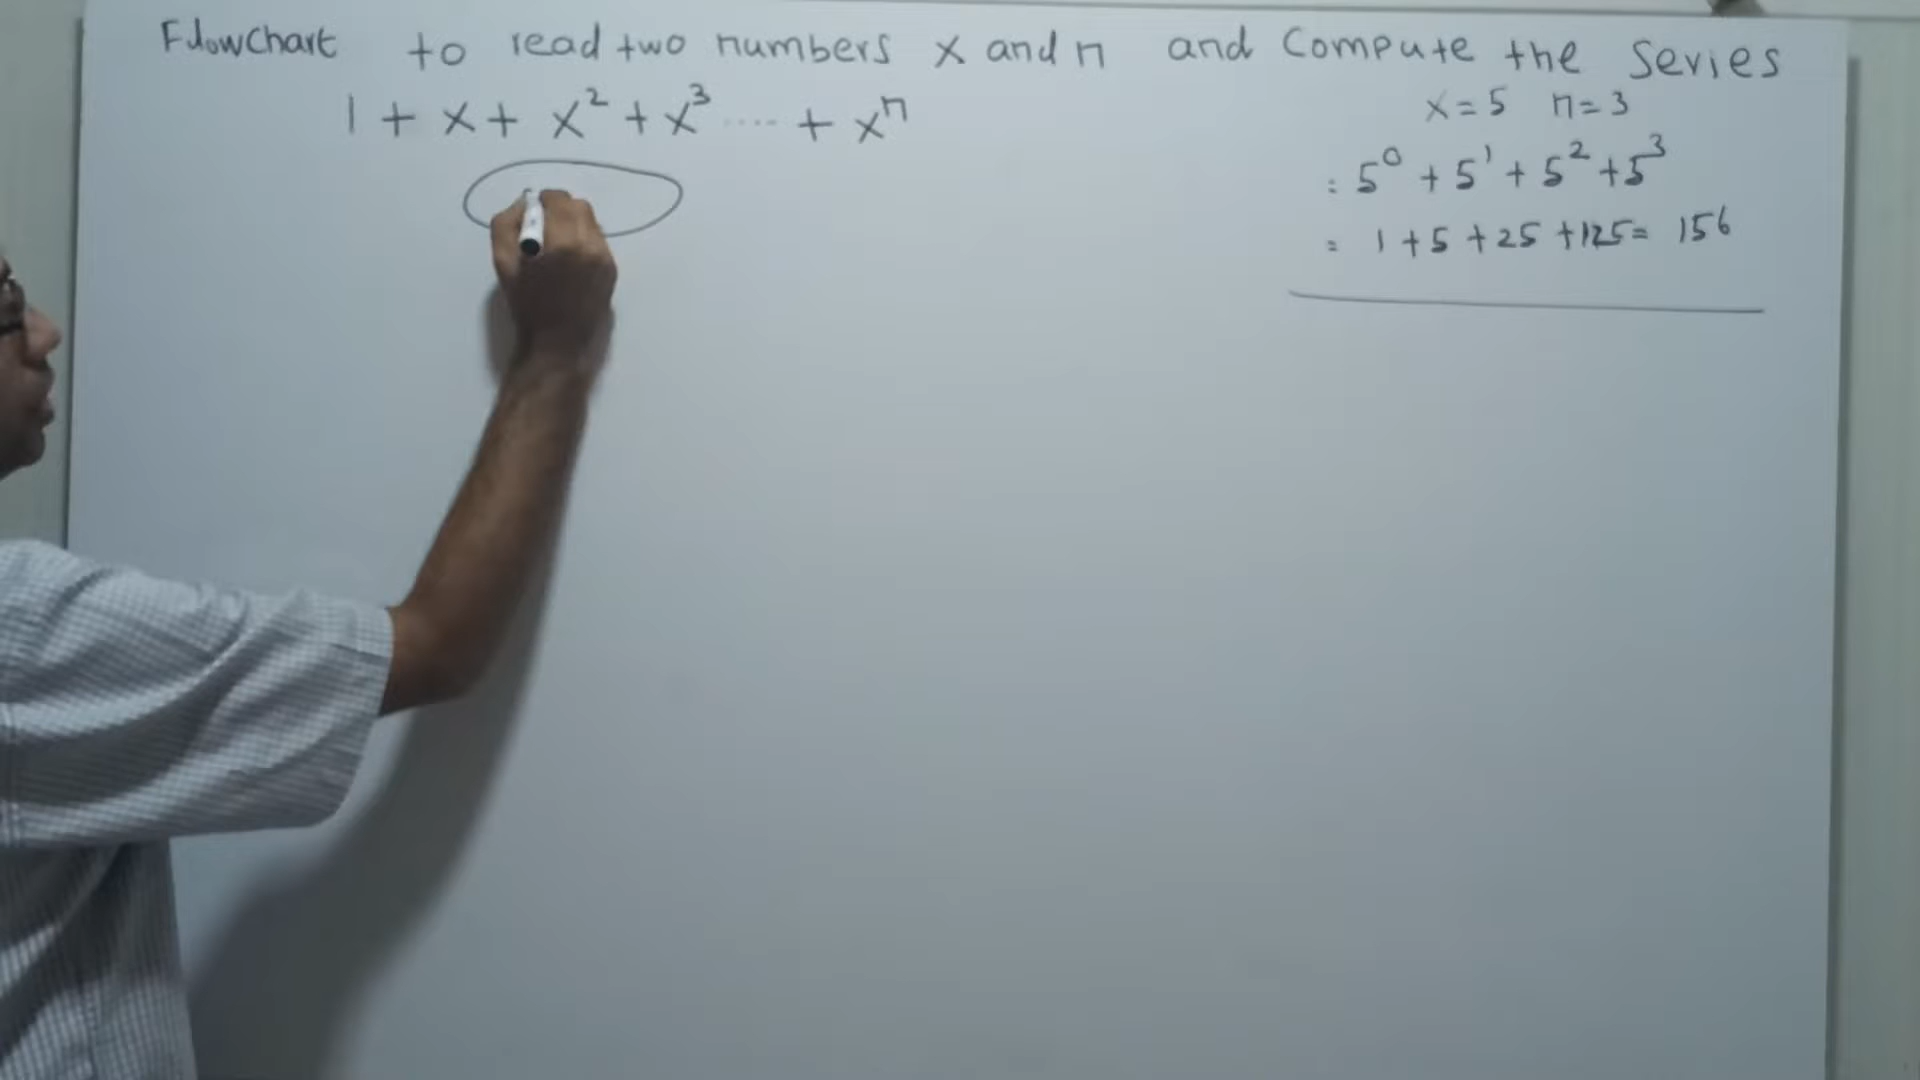 Flowchart to read two numbers x and n and Compute the Series
1 + x + x² + x³ ..... + xⁿ
x = 5 n = 3
: 5⁰ + 5¹ + 5² + 5³
= 1 + 5 + 25 + 125 = 156